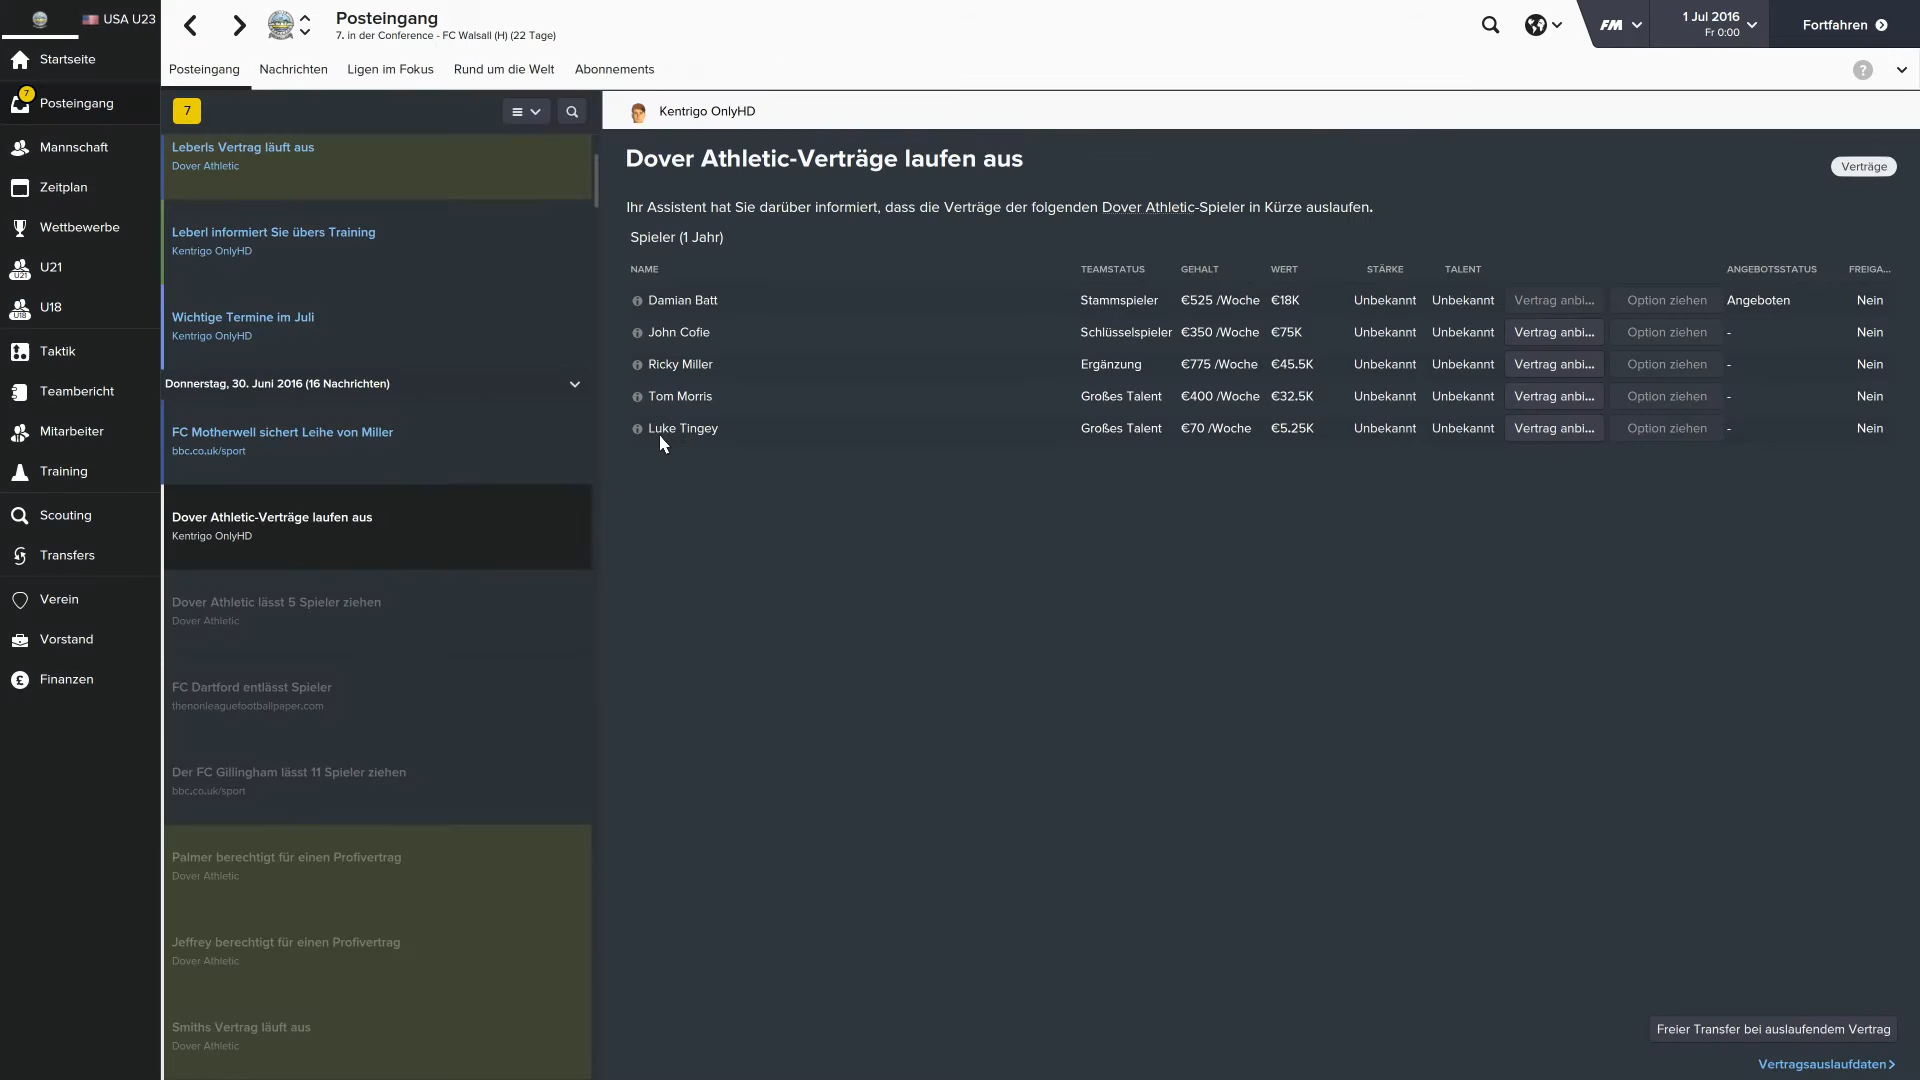 USA U23
Startseite
7
Posteingang
Mannschaft
Zeitplan
Wettbewerbe
U21
U21
U18
U18
Taktik
Teambericht
Mitarbeiter
Training
Scouting
Transfers
Verein
Vorstand
Finanzen
Posteingang
7. in der Conference - FC Walsall (H) (22 Tage)
FM
1 Jul 2016
Fr 0:00
Fortfahren
Posteingang Nachrichten Ligen im Fokus Rund um die Welt Abonnements
?
7
Leberls Vertrag läuft aus
Dover Athletic
Leberl informiert Sie übers Training
Kentrigo OnlyHD
Wichtige Termine im Juli
Kentrigo OnlyHD
Donnerstag, 30. Juni 2016 (16 Nachrichten)
FC Motherwell sichert Leihe von Miller
bbc.co.uk/sport
Dover Athletic-Verträge laufen aus
Kentrigo OnlyHD
Dover Athletic lässt 5 Spieler ziehen
Dover Athletic
FC Dartford entlässt Spieler
thenonleaguefootballpaper.com
Der FC Gillingham lässt 11 Spieler ziehen
bbc.co.uk/sport
Palmer berechtigt für einen Profivertrag
Dover Athletic
Jeffrey berechtigt für einen Profivertrag
Dover Athletic
Smiths Vertrag läuft aus
Dover Athletic
Kentrigo OnlyHD
Dover Athletic-Verträge laufen aus
Verträge
Ihr Assistent hat Sie darüber informiert, dass die Verträge der folgenden Dover Athletic-Spieler in Kürze auslaufen.
Spieler (1 Jahr)
NAME TEAMSTATUS GEHALT WERT STÄRKE TALENT ANGEBOTSSTATUS FREIGA...
Damian Batt Stammspieler €525 /Woche €18K Unbekannt Unbekannt Vertrag anbi... Option ziehen Angeboten Nein
John Cofie Schlüsselspieler €350 /Woche €75K Unbekannt Unbekannt Vertrag anbi... Option ziehen - Nein
Ricky Miller Ergänzung €775 /Woche €45.5K Unbekannt Unbekannt Vertrag anbi... Option ziehen - Nein
Tom Morris Großes Talent €400 /Woche €32.5K Unbekannt Unbekannt Vertrag anbi... Option ziehen - Nein
Luke Tingey Großes Talent €70 /Woche €5.25K Unbekannt Unbekannt Vertrag anbi... Option ziehen - Nein
Freier Transfer bei auslaufendem Vertrag
Vertragsauslaufdaten >